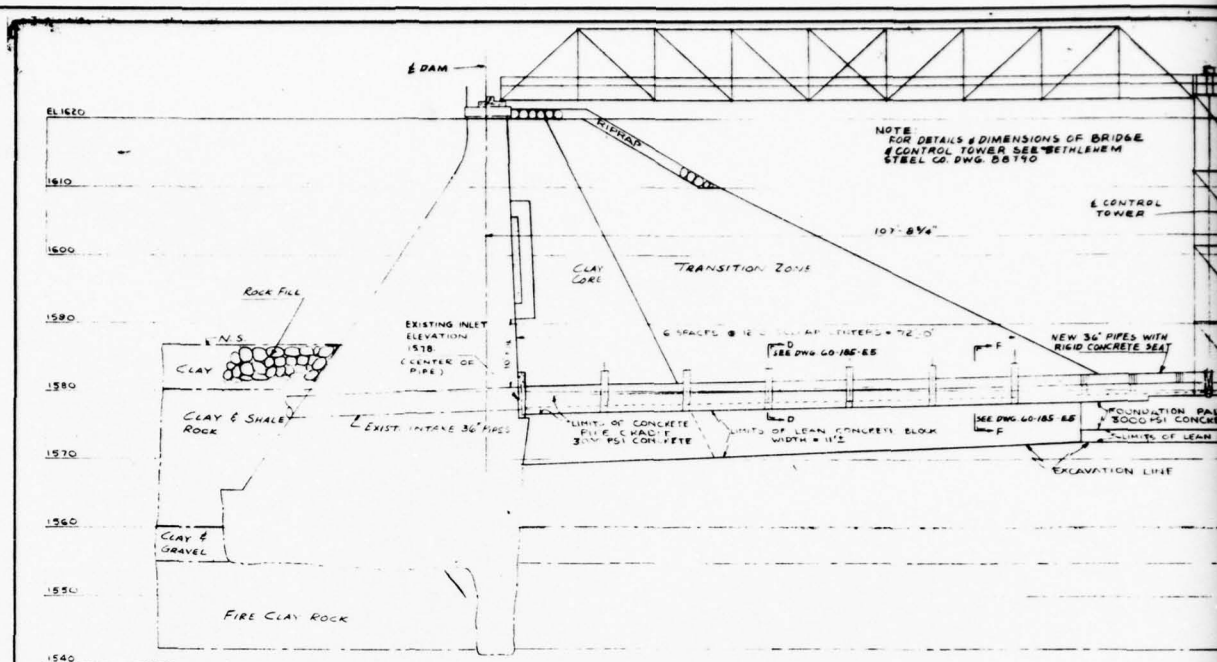 ℄ DAM
EL 1620
1610
1600
1590
1580
1570
1560
1550
1540
RIPRAP
NOTE:
FOR DETAILS & DIMENSIONS OF BRIDGE
& CONTROL TOWER SEE BETHLEHEM
STEEL CO. DWG. 88790
℄ CONTROL
TOWER
107'-8¾"
CLAY
CORE
TRANSITION ZONE
ROCK FILL
N.S.
CLAY
EXISTING INLET
ELEVATION
1578
(CENTER OF
PIPE)
6 SPACES @ 12'-0" CENTERS = 72'-0"
D
SEE DWG 60-185-E5
D
F
SEE DWG. 60-185-E5
F
NEW 36" PIPES WITH
RIGID CONCRETE SEAT
CLAY & SHALE
ROCK
℄ EXIST. INTAKE 36" PIPES
LIMITS OF CONCRETE
PIPE CRADLE
3000 PSI CONCRETE
LIMITS OF LEAN CONCRETE BLOCK
WIDTH = 11'±
FOUNDATION
3000 PSI
LIMITS OF LEAN
EXCAVATION LINE
CLAY &
GRAVEL
FIRE CLAY ROCK